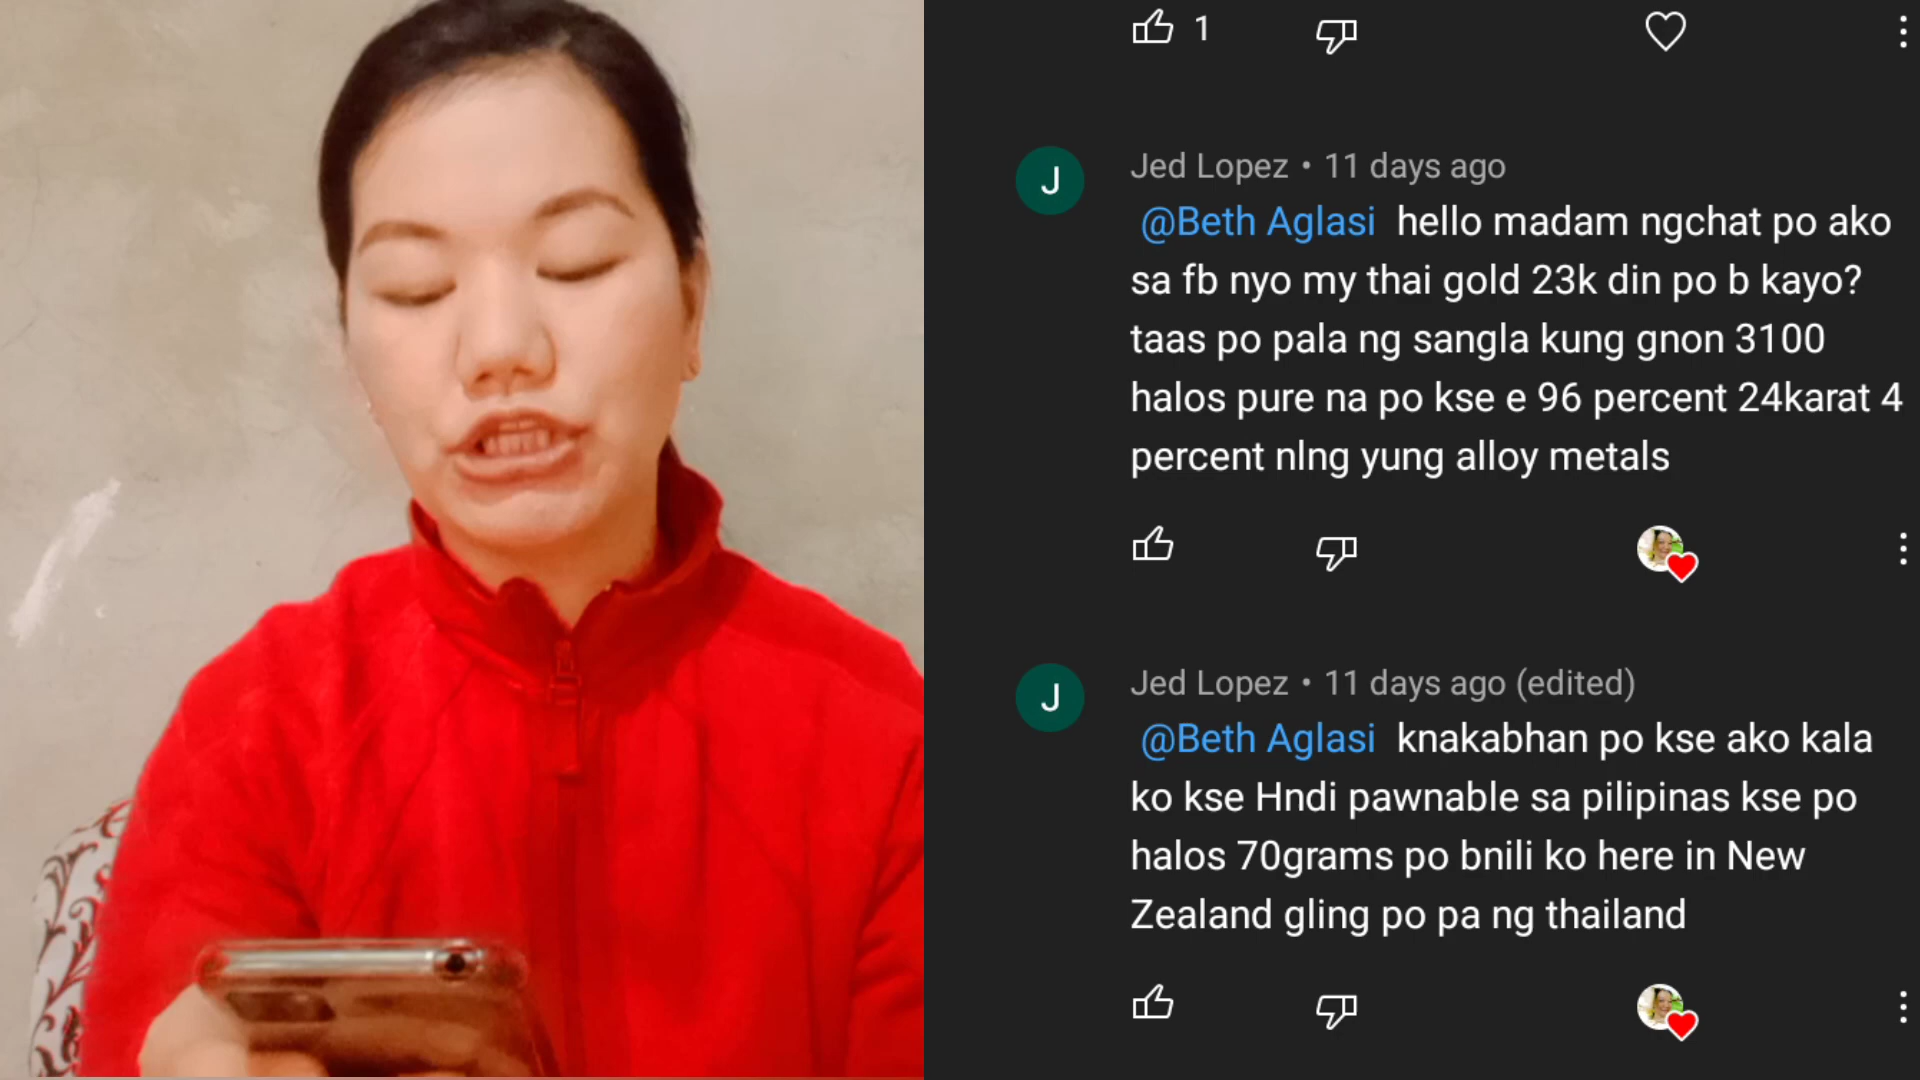 1
J
Jed Lopez • 11 days ago
@Beth Aglasi hello madam ngchat po ako
sa fb nyo my thai gold 23k din po b kayo?
taas po pala ng sangla kung gnon 3100
halos pure na po kse e 96 percent 24karat 4
percent nlng yung alloy metals
J
Jed Lopez • 11 days ago (edited)
@Beth Aglasi knakabhan po kse ako kala
ko kse Hndi pawnable sa pilipinas kse po
halos 70grams po bnili ko here in New
Zealand gling po pa ng thailand